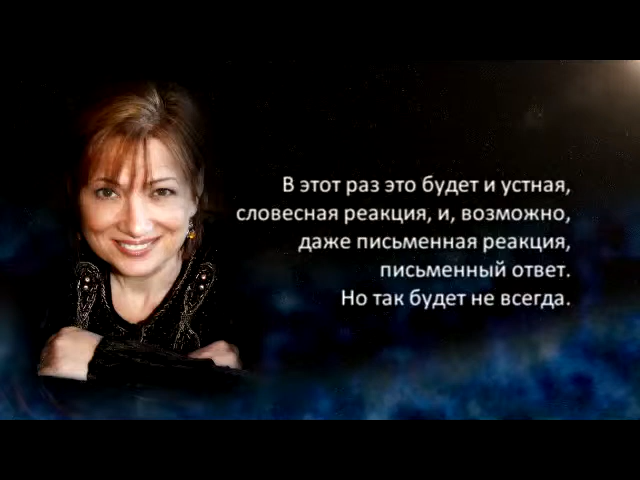 В этот раз это будет и устная,
словесная реакция, и, возможно,
даже письменная реакция,
письменный ответ.
Но так будет не всегда.